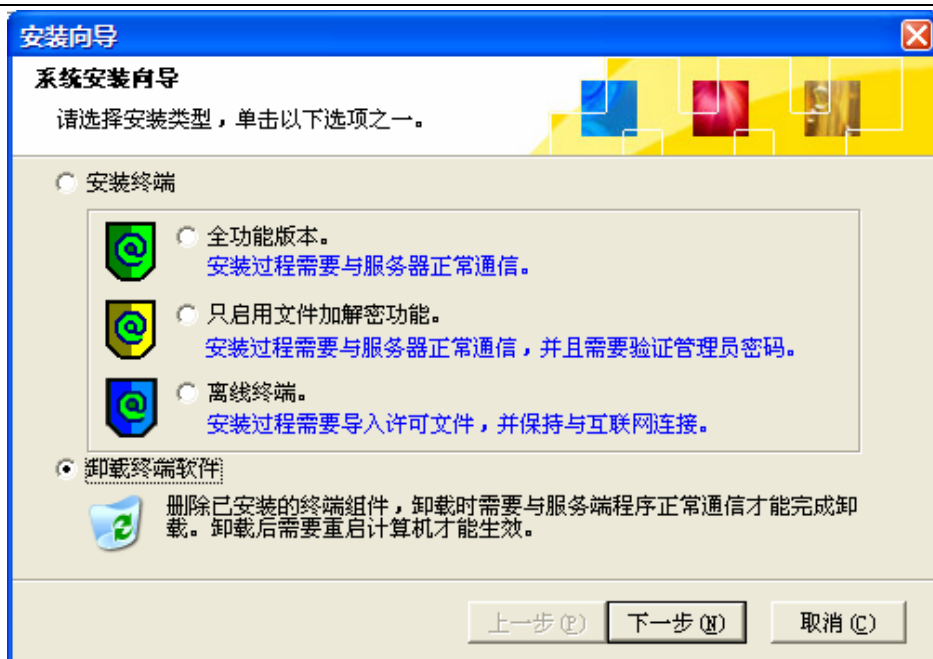 安装向导
系统安装向导
请选择安装类型，单击以下选项之一。
安装终端
全功能版本。
安装过程需要与服务器正常通信。
只启用文件加解密功能。
安装过程需要与服务器正常通信，并且需要验证管理员密码。
离线终端。
安装过程需要导入许可文件，并保持与互联网连接。
卸载终端软件
删除已安装的终端组件，卸载时需要与服务端程序正常通信才能完成卸
载。卸载后需要重启计算机才能生效。
上一步(P) 下一步(N) 取消(C)